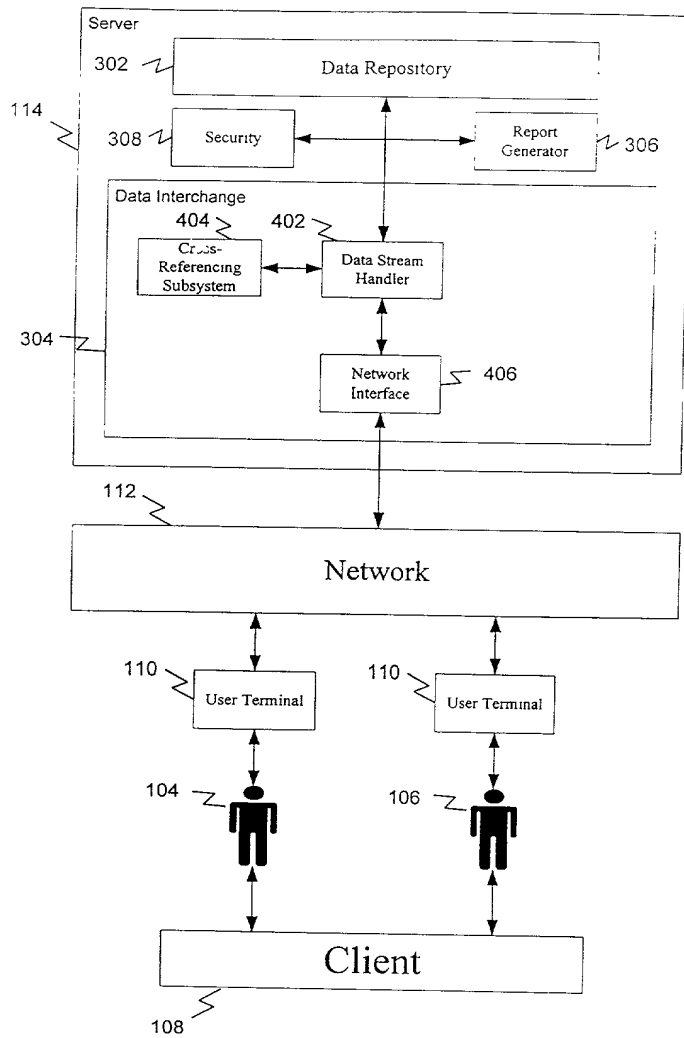 Server
302
Data Repository
114
308
Security
Report
Generator
306
Data Interchange
404
402
Cross-
Referencing
Subsystem
Data Stream
Handler
304
Network
Interface
406
112
Network
110
User Terminal
110
User Terminal
104
106
Client
108